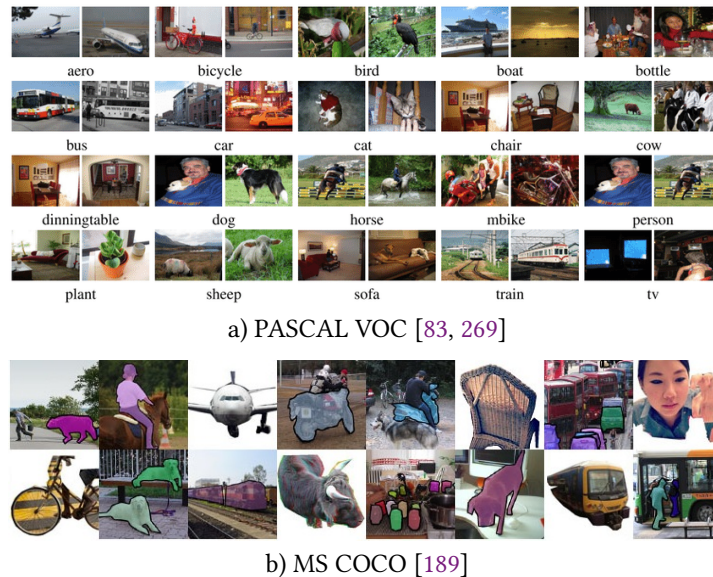 aero bicycle bird boat bottle
bus car cat chair cow
dinningtable dog horse mbike person
plant sheep sofa train tv
a) PASCAL VOC [83, 269]
b) MS COCO [189]